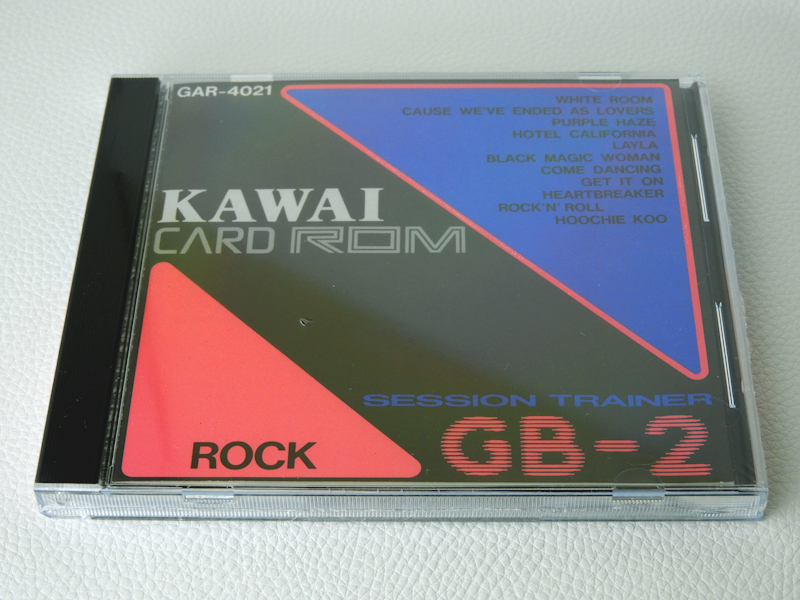 GAR-4021
WHITE ROOM
CAUSE WE'VE ENDED AS LOVERS
PURPLE HAZE
HOTEL CALIFORNIA
LAYLA
BLACK MAGIC WOMAN
COME DANCING
GET IT ON
HEARTBREAKER
ROCK'N'ROLL
HOOCHIE KOO
KAWAI
CARD ROM
SESSION TRAINER
GB-2
ROCK